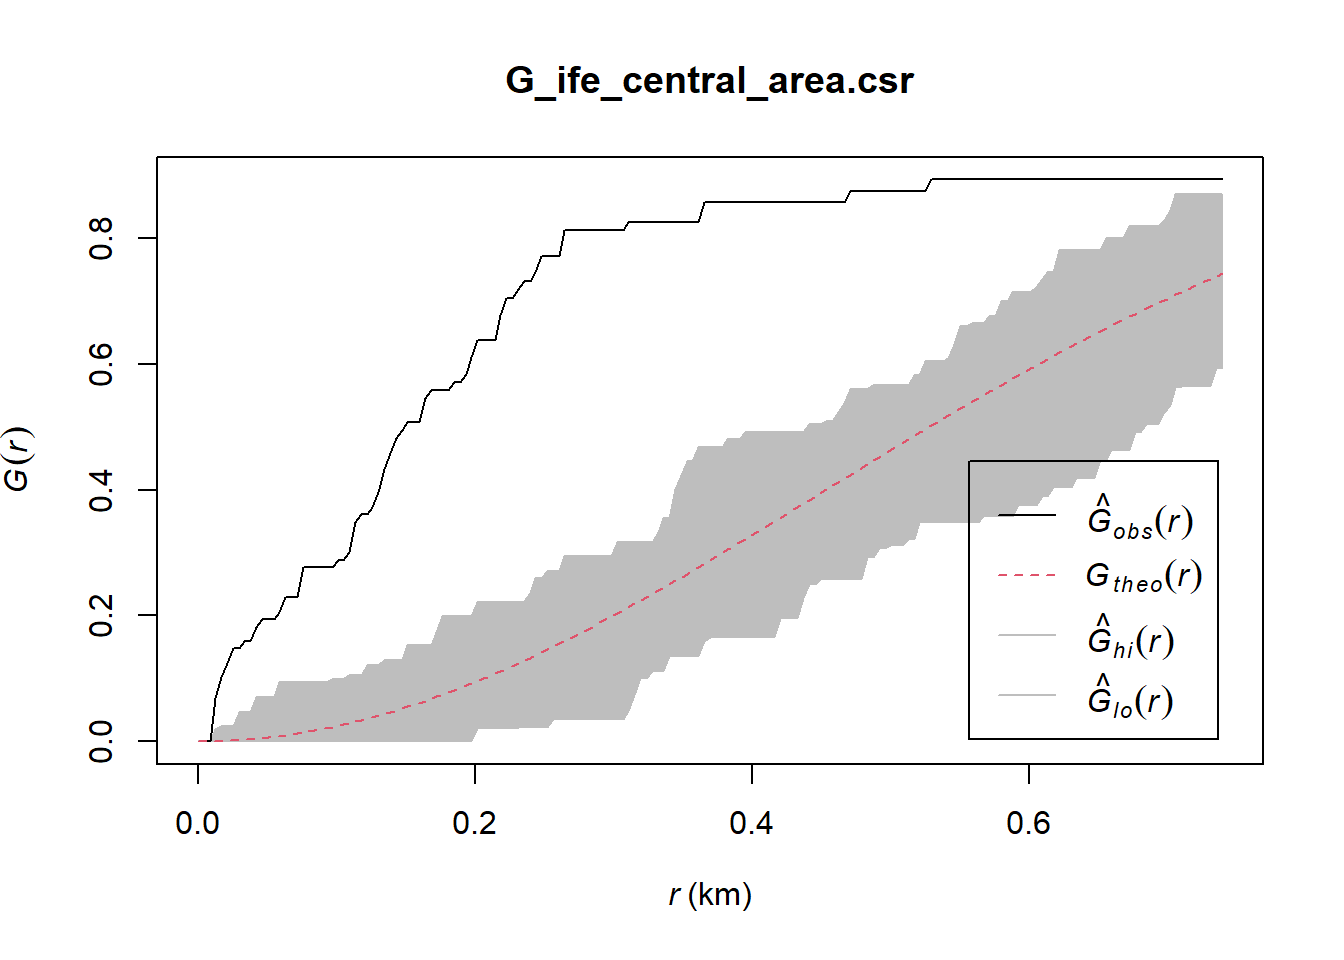 G_ife_central_area.csr
G(r)
0.0
0.2
0.4
0.6
0.8
0.0 0.2 0.4 0.6
r (km)
Ĝobs(r)
Gtheo(r)
Ĝhi(r)
Ĝlo(r)